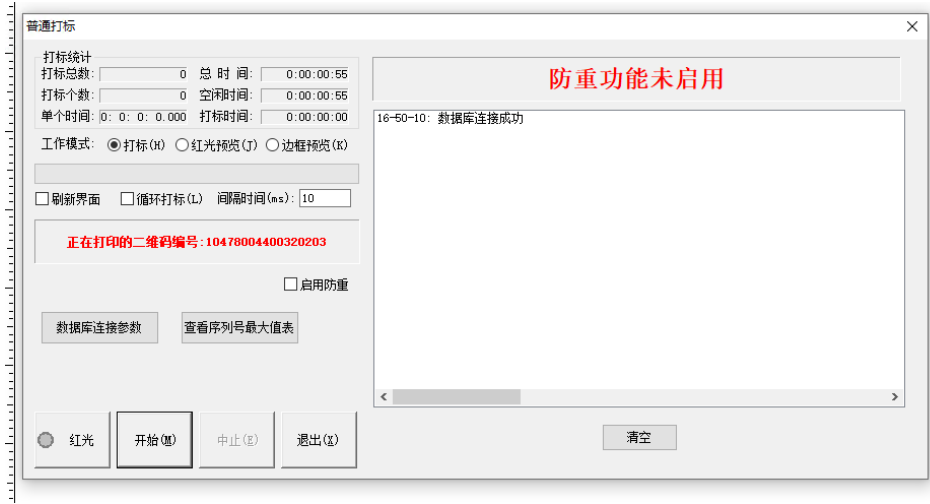 普通打标
打标统计
打标总数: 0 总 时 间: 0:00:00:55
打标个数: 0 空闲时间: 0:00:00:55
单个时间: 0: 0: 0: 0.000 打标时间: 0:00:00:00
工作模式: 打标(H) 红光预览(J) 边框预览(K)
刷新界面 循环打标(L) 间隔时间(ms): 10
正在打印的二维码编号:10478004400320203
启用防重
数据库连接参数 查看序列号最大值表
红光 开始(M) 中止(E) 退出(X)
防重功能未启用
16-50-10: 数据库连接成功
清空